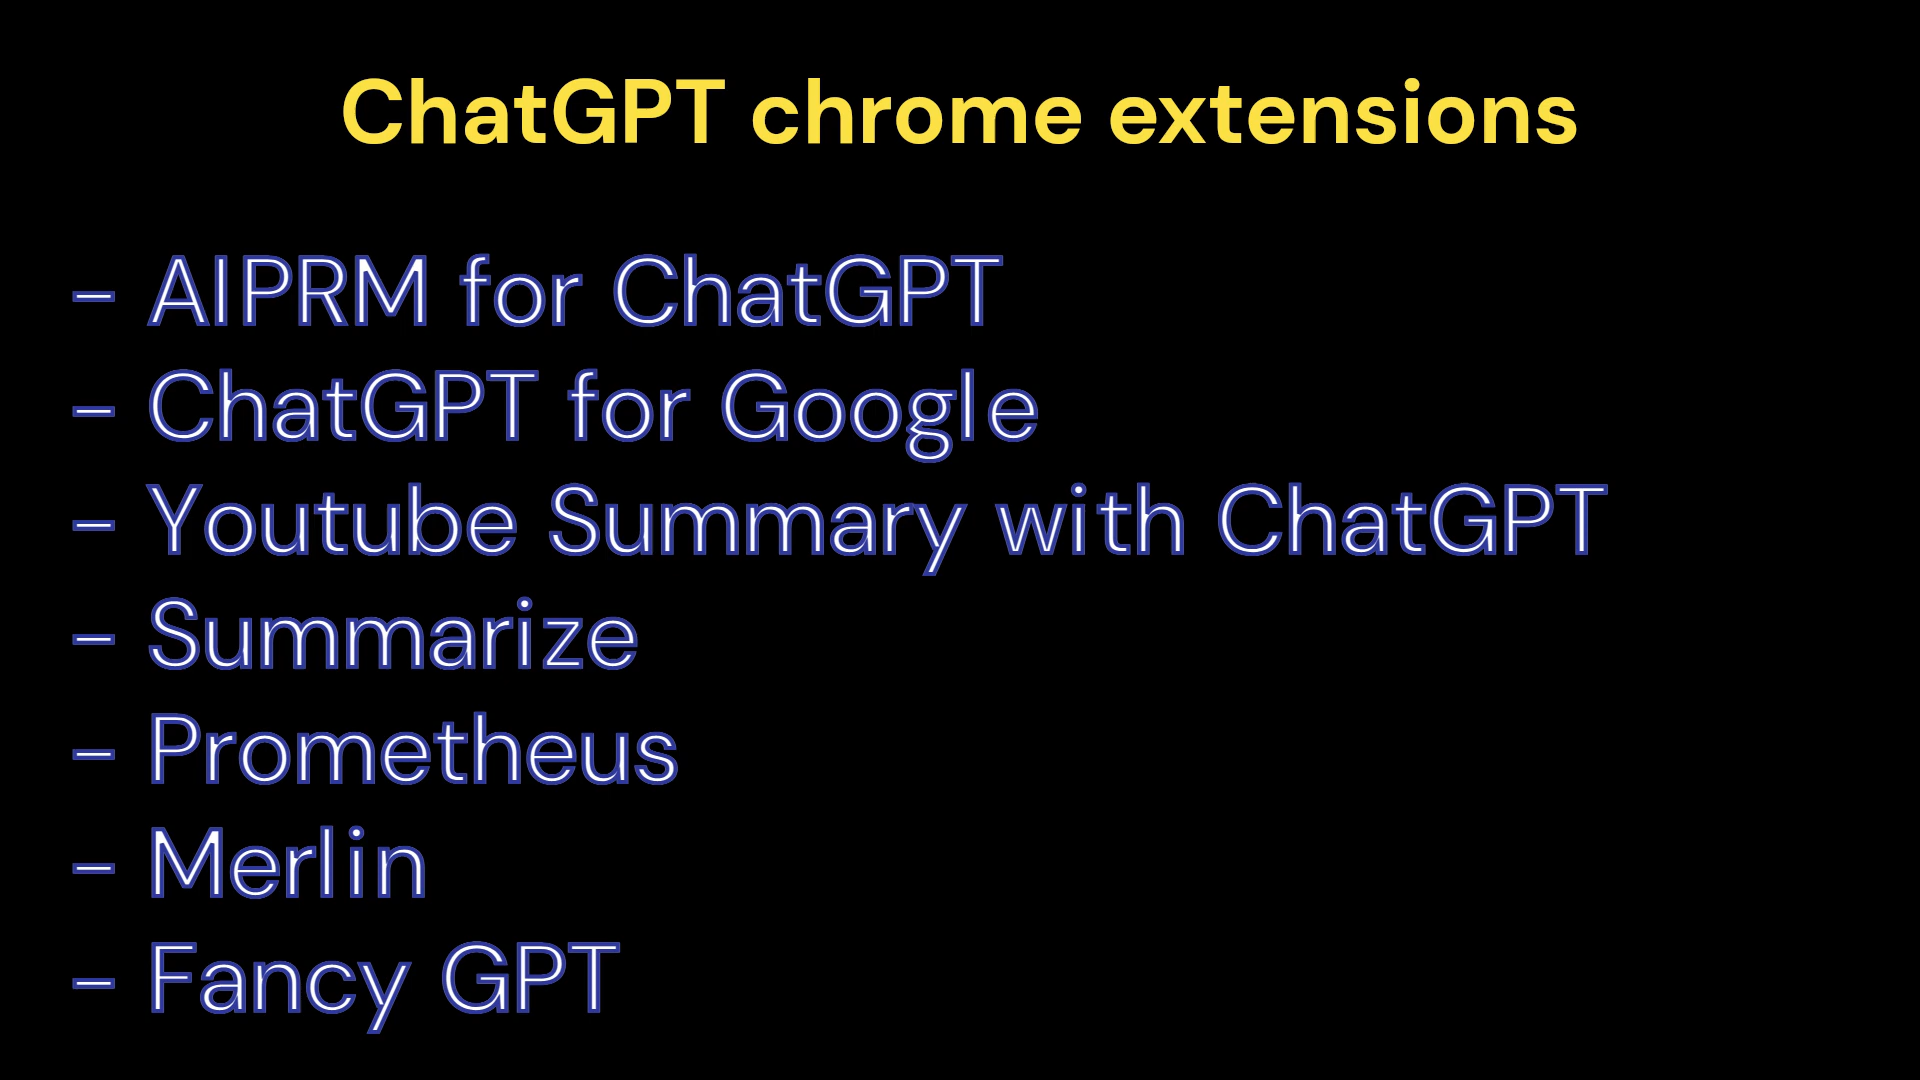 ChatGPT chrome extensions
- AIPRM for ChatGPT
- ChatGPT for Google
- Youtube Summary with ChatGPT
- Summarize
- Prometheus
- Merlin
- Fancy GPT